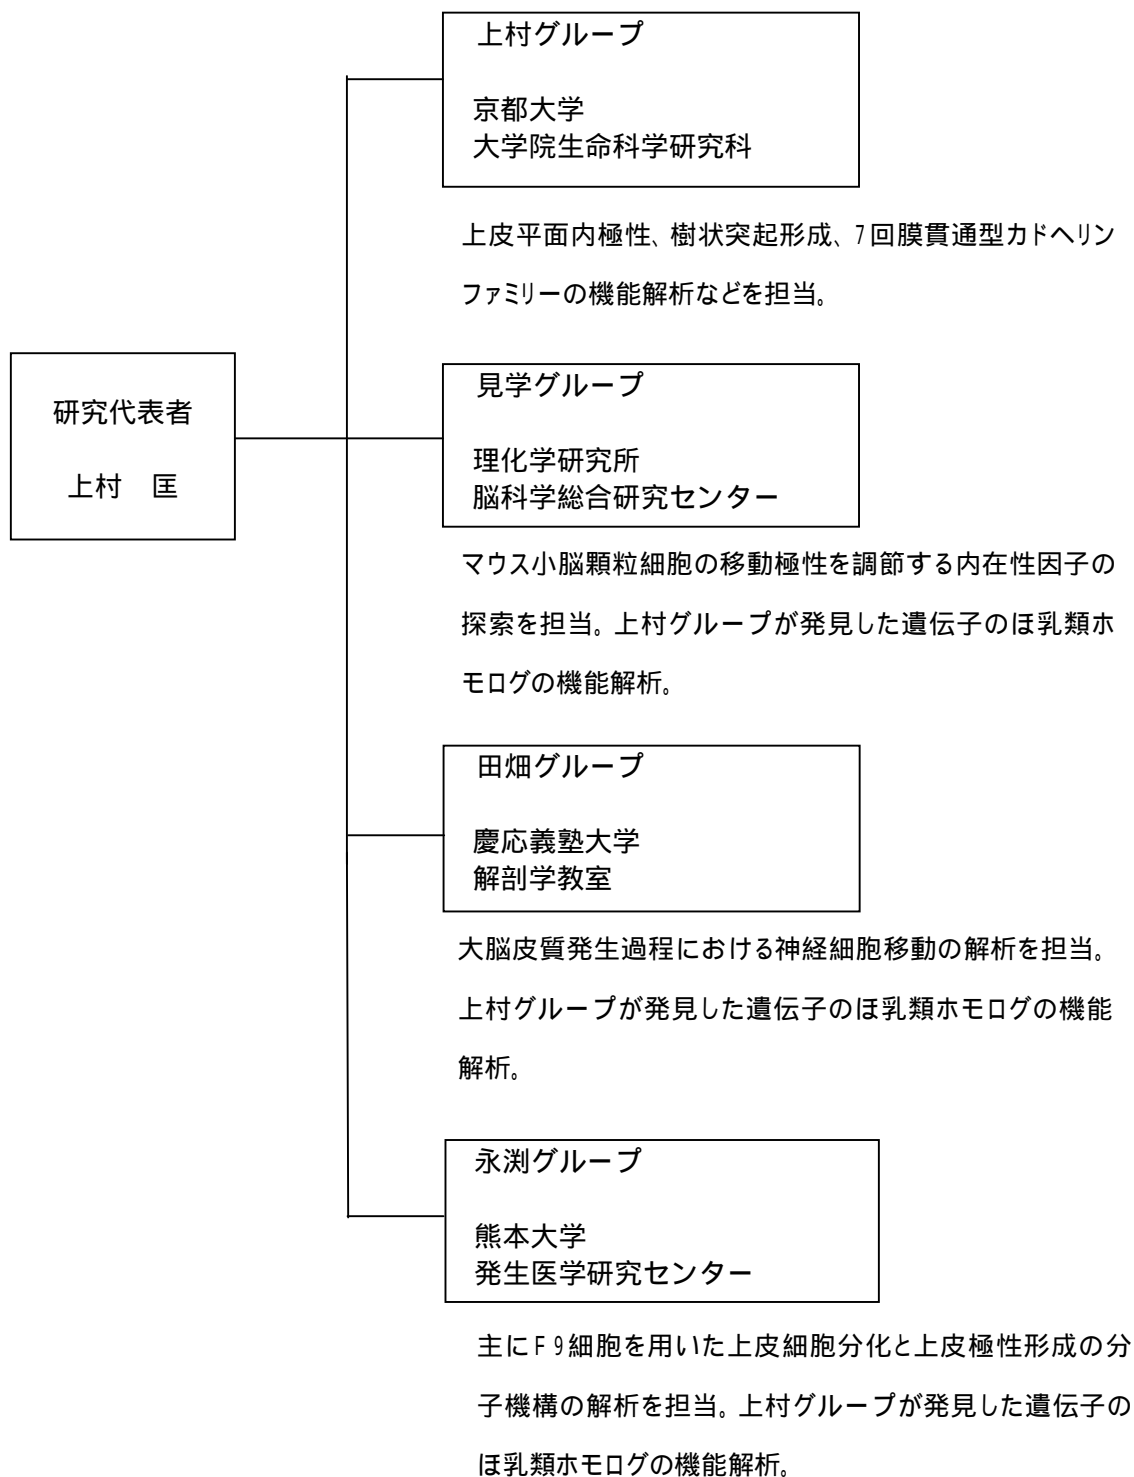 上村グループ
京都大学
大学院生命科学研究科
上皮平面内極性、樹状突起形成、7回膜貫通型カドヘリン
ファミリーの機能解析などを担当。
研究代表者
上村　匡
見学グループ
理化学研究所
脳科学総合研究センター
マウス小脳顆粒細胞の移動極性を調節する内在性因子の
探索を担当。上村グループが発見した遺伝子のほ乳類ホ
モログの機能解析。
田畑グループ
慶応義塾大学
解剖学教室
大脳皮質発生過程における神経細胞移動の解析を担当。
上村グループが発見した遺伝子のほ乳類ホモログの機能
解析。
永渕グループ
熊本大学
発生医学研究センター
主にF9細胞を用いた上皮細胞分化と上皮極性形成の分
子機構の解析を担当。上村グループが発見した遺伝子の
ほ乳類ホモログの機能解析。